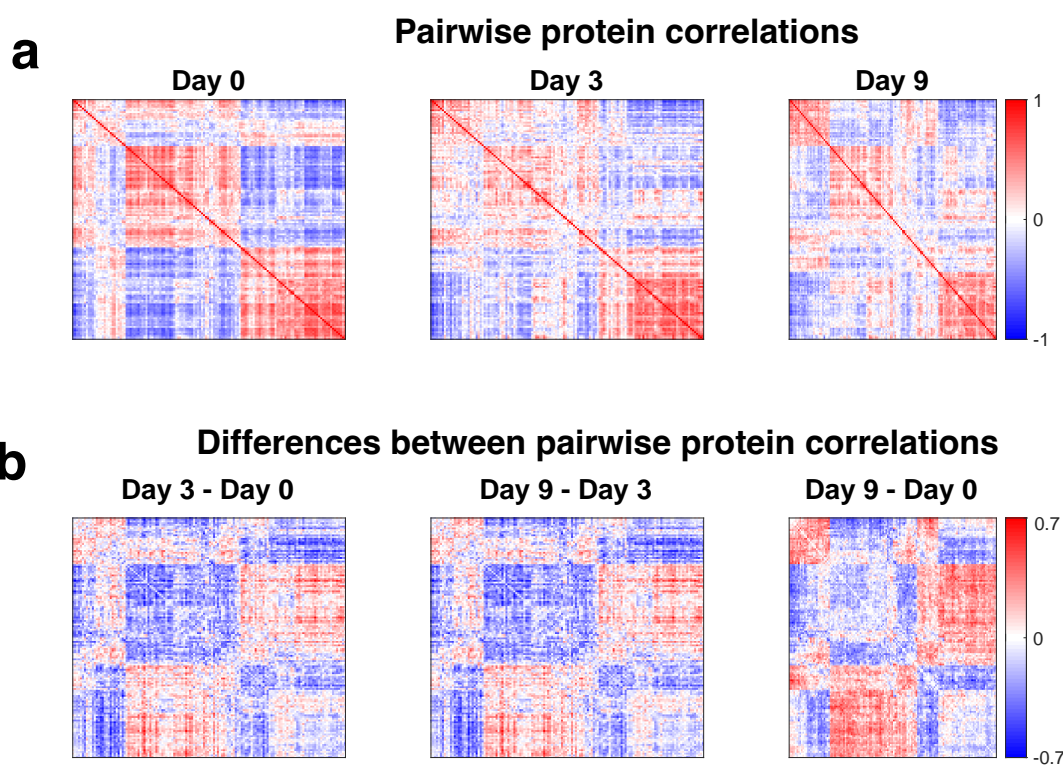 a
Pairwise protein correlations
Day 0
Day 3
Day 9
1
0
-1
b
Differences between pairwise protein correlations
Day 3 - Day 0
Day 9 - Day 3
Day 9 - Day 0
0.7
0
-0.7